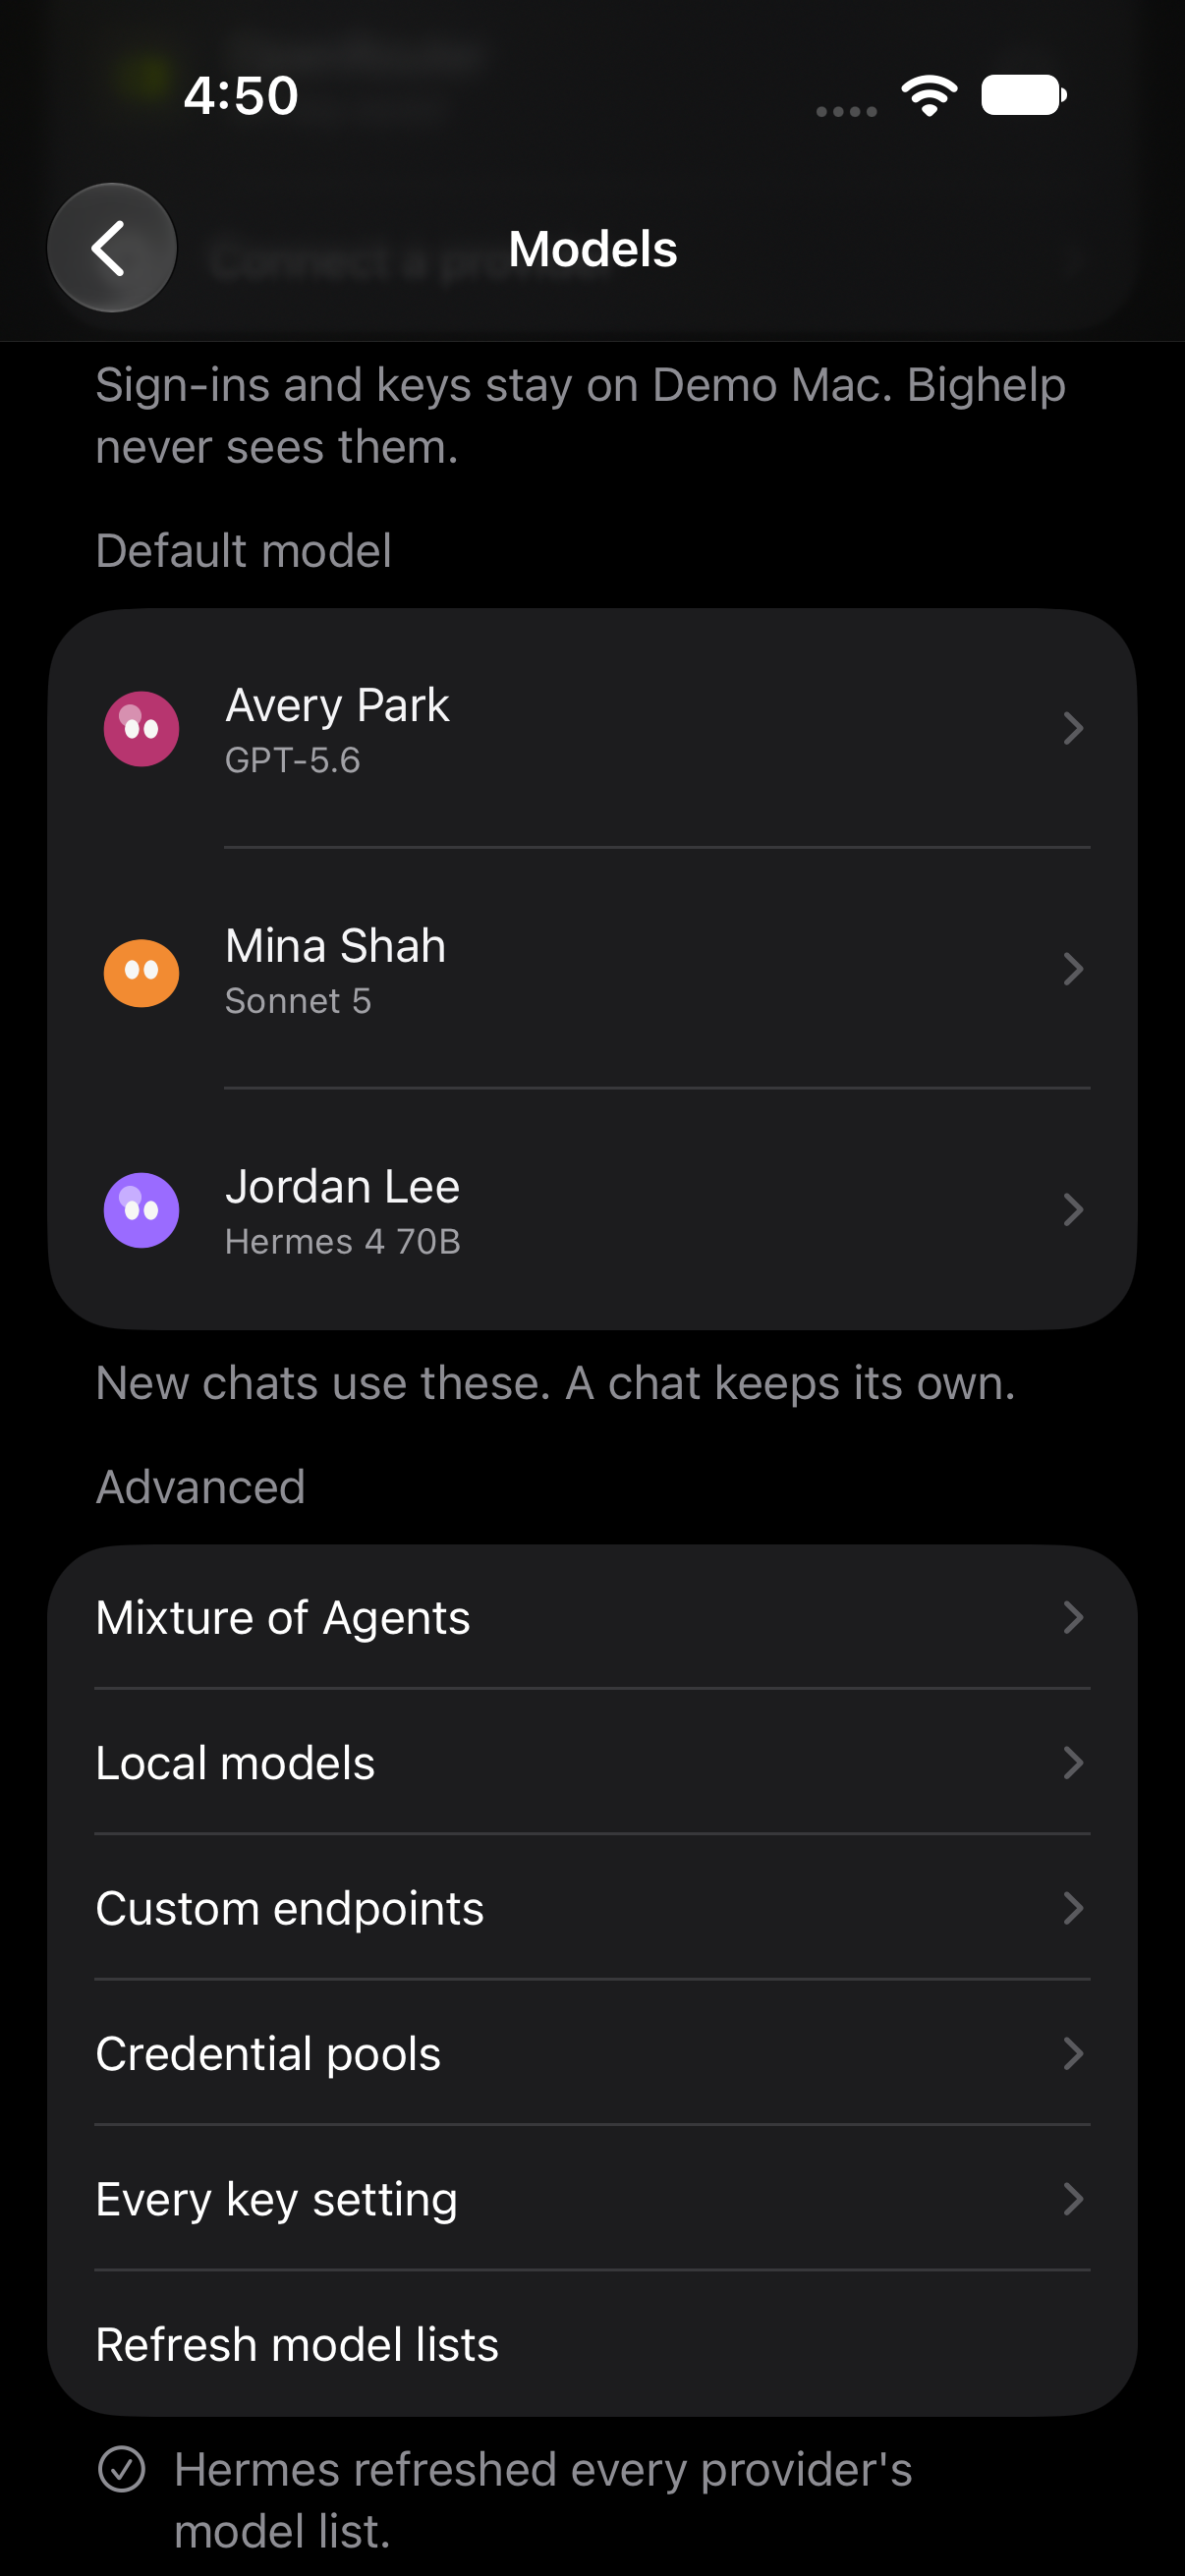 4:50
Models
Connect a
Sign-ins and keys stay on Demo Mac. Bighelp
never sees them.
Default model
Avery Park
GPT-5.6
Mina Shah
Sonnet 5
Jordan Lee
Hermes 4 70B
New chats use these. A chat keeps its own.
Advanced
Mixture of Agents
Local models
Custom endpoints
Credential pools
Every key setting
Refresh model lists
Hermes refreshed every provider's
model list.